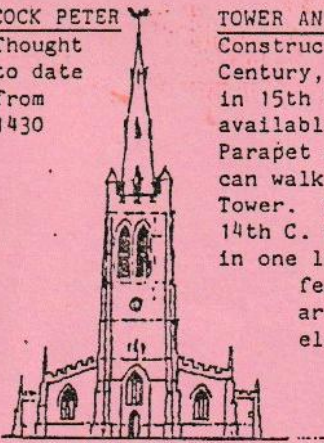 COCK PETER
Thought
to date
from
1430
TOWER AN
Construc
Century,
in 15th
availabl
Parapet
can walk
Tower.
14th C.
in one l
fe
ar
el